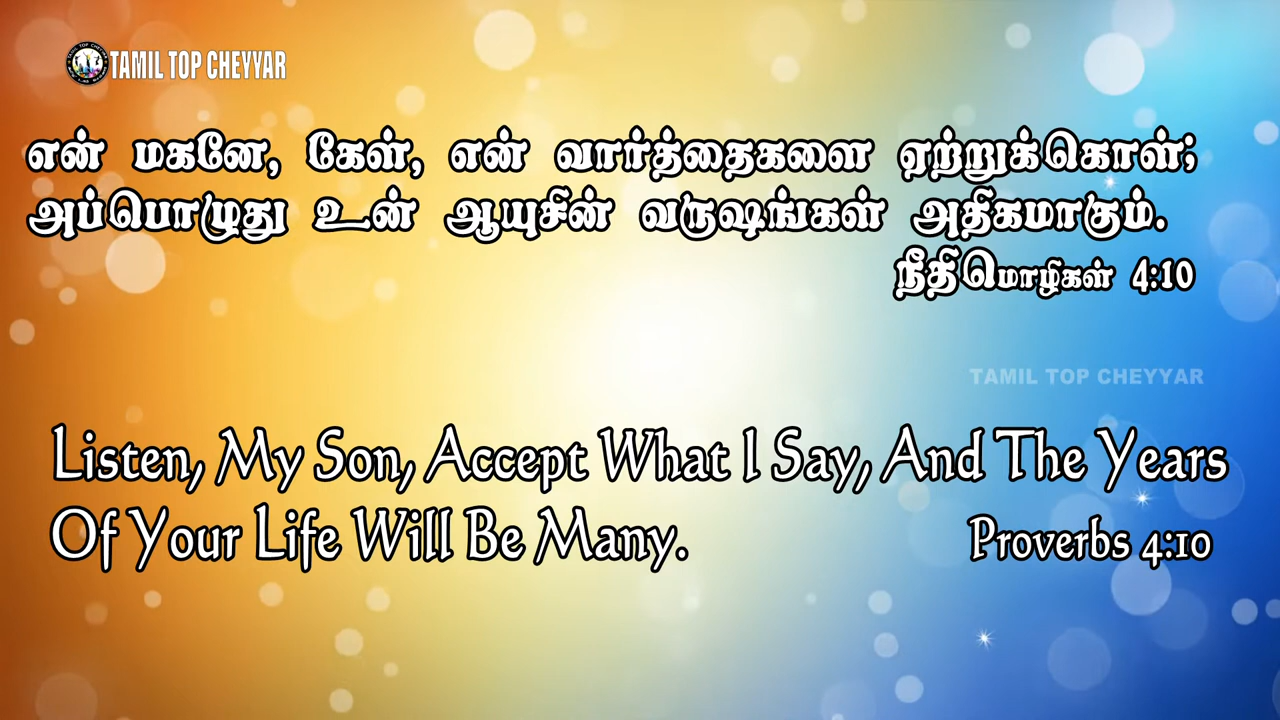 TAMIL TOP CHEYYAR
என் மகனே, கேள், என் வார்த்தைகளை ஏற்றுக்கொள்;
அப்பொழுது உன் ஆயுசின் வருஷங்கள் அதிகமாகும்.
நீதிமொழிகள் 4:10
TAMIL TOP CHEYYAR
Listen, My Son, Accept What I Say, And The Years
Of Your Life Will Be Many.
Proverbs 4:10